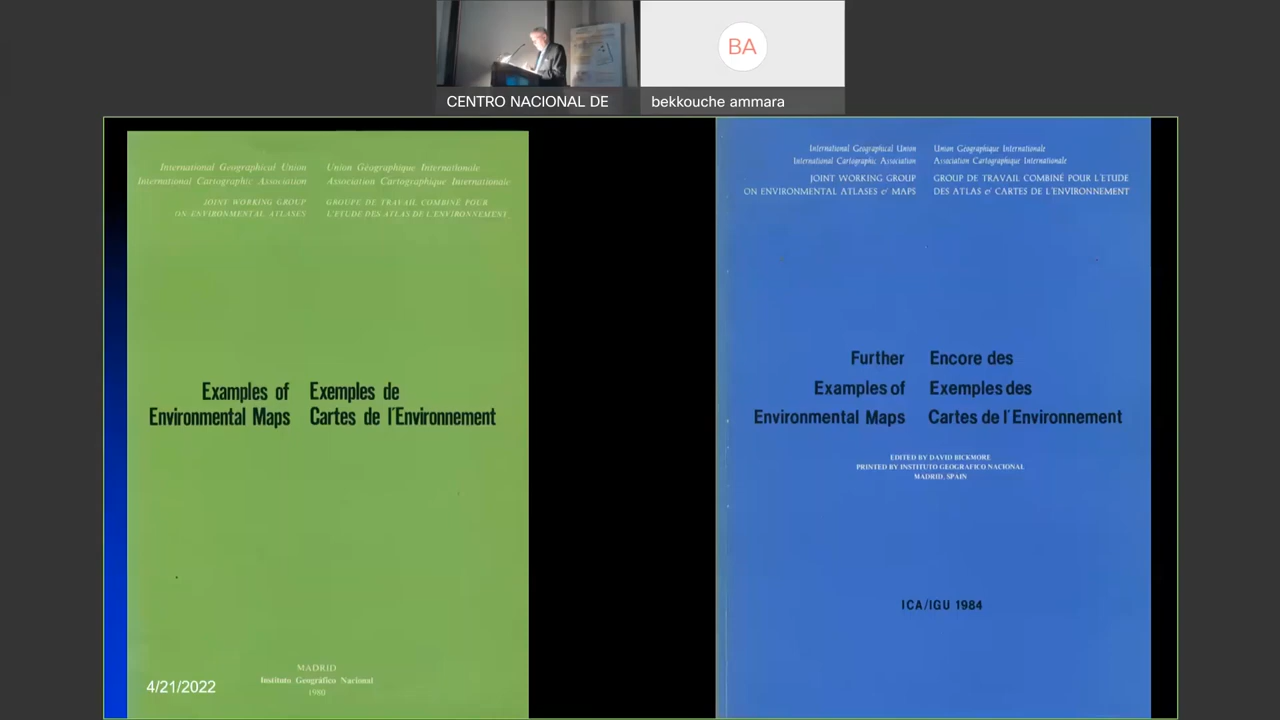 BA
CENTRO NACIONAL DE
bekkouche ammara
International Geographical Union
International Cartographic Association
JOINT WORKING GROUP
ON ENVIRONMENTAL ATLASES
Union Géographique Internationale
Association Cartographique Internationale
GROUPE DE TRAVAIL COMBINÉ POUR
L'ETUDE DES ATLAS DE L'ENVIRONNEMENT
Examples of
Environmental Maps
Exemples de
Cartes de l'Environnement
MADRID
Instituto Geográfico Nacional
1980
4/21/2022
International Geographical Union
International Cartographic Association
JOINT WORKING GROUP
ON ENVIRONMENTAL ATLASES & MAPS
Union Géographique Internationale
Association Cartographique Internationale
GROUP DE TRAVAIL COMBINÉ POUR L'ETUDE
DES ATLAS & CARTES DE L'ENVIRONMENT
Further
Examples of
Environmental Maps
Encore des
Exemples des
Cartes de l'Environment
EDITED BY DAVID BICKMORE
PRINTED BY INSTITUTO GEOGRAFICO NACIONAL
MADRID, SPAIN
ICA/IGU 1984